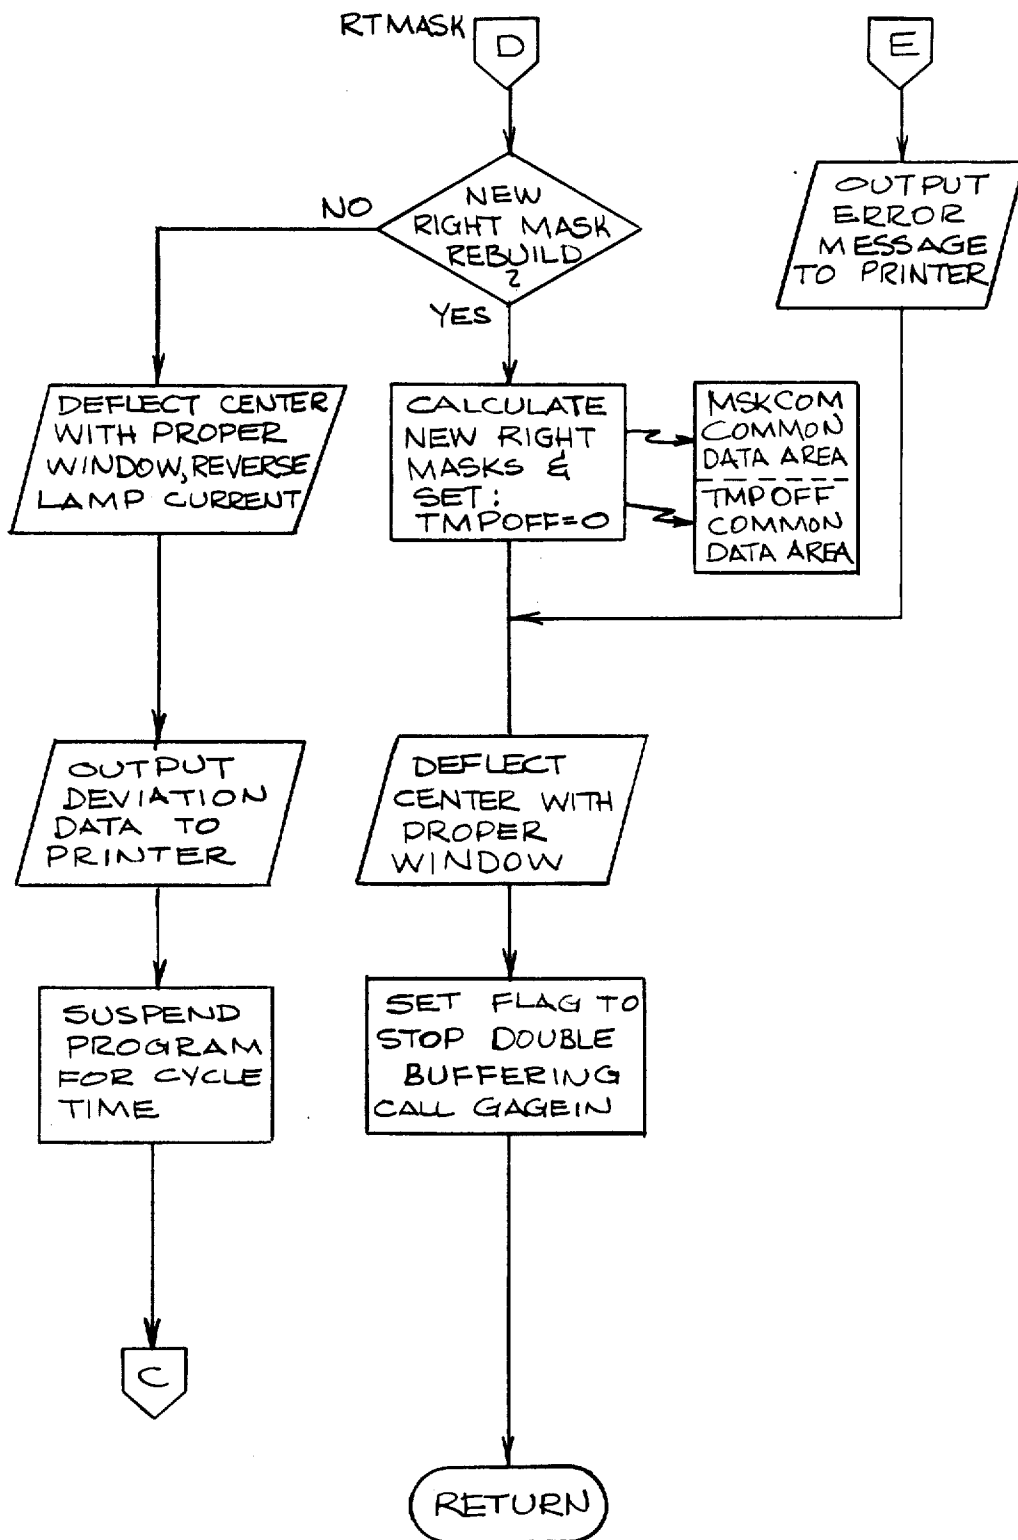 RTMASK
D
E
NEW
RIGHT MASK
REBUILD
?
NO
YES
OUTPUT
ERROR
MESSAGE
TO PRINTER
DEFLECT CENTER
WITH PROPER
WINDOW, REVERSE
LAMP CURRENT
CALCULATE
NEW RIGHT
MASKS &
SET:
TMPOFF=0
MSKCOM
COMMON
DATA AREA
TMPOFF
COMMON
DATA AREA
OUTPUT
DEVIATION
DATA TO
PRINTER
DEFLECT
CENTER WITH
PROPER
WINDOW
SUSPEND
PROGRAM
FOR CYCLE
TIME
SET FLAG TO
STOP DOUBLE
BUFFERING
CALL GAGEIN
C
RETURN